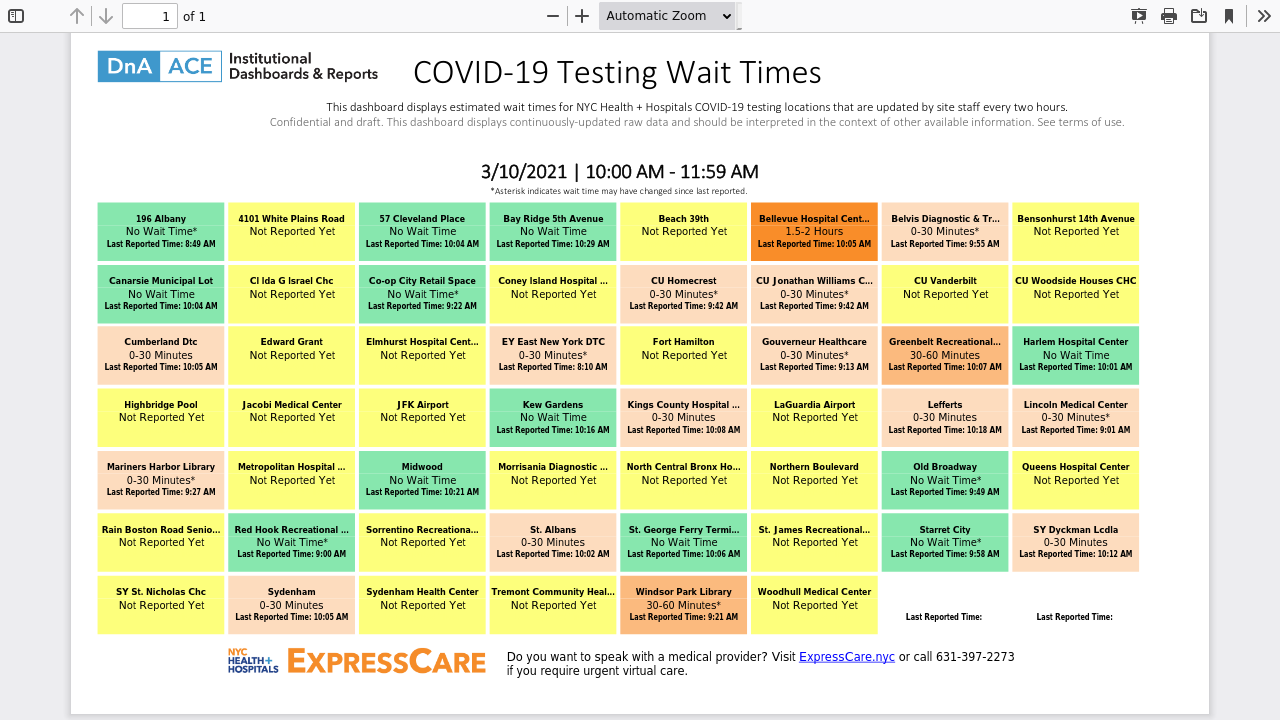 1 of 1 Automatic Zoom
DnA ACE Institutional
Dashboards & Reports
COVID-19 Testing Wait Times
This dashboard displays estimated wait times for NYC Health + Hospitals COVID-19 testing locations that are updated by site staff every two hours.
Confidential and draft. This dashboard displays continuously-updated raw data and should be interpreted in the context of other available information. See terms of use.
3/10/2021 | 10:00 AM - 11:59 AM
*Asterisk indicates wait time may have changed since last reported.
196 Albany
No Wait Time*
Last Reported Time: 8:49 AM
4101 White Plains Road
Not Reported Yet
57 Cleveland Place
No Wait Time
Last Reported Time: 10:04 AM
Bay Ridge 5th Avenue
No Wait Time
Last Reported Time: 10:29 AM
Beach 39th
Not Reported Yet
Bellevue Hospital Cent...
1.5-2 Hours
Last Reported Time: 10:05 AM
Belvis Diagnostic & Tr...
0-30 Minutes*
Last Reported Time: 9:55 AM
Bensonhurst 14th Avenue
Not Reported Yet
Canarsie Municipal Lot
No Wait Time
Last Reported Time: 10:04 AM
Cl Ida G Israel Chc
Not Reported Yet
Co-op City Retail Space
No Wait Time*
Last Reported Time: 9:22 AM
Coney Island Hospital ...
Not Reported Yet
CU Homecrest
0-30 Minutes*
Last Reported Time: 9:42 AM
CU Jonathan Williams C...
0-30 Minutes*
Last Reported Time: 9:42 AM
CU Vanderbilt
Not Reported Yet
CU Woodside Houses CHC
Not Reported Yet
Cumberland Dtc
0-30 Minutes
Last Reported Time: 10:05 AM
Edward Grant
Not Reported Yet
Elmhurst Hospital Cent...
Not Reported Yet
EY East New York DTC
0-30 Minutes*
Last Reported Time: 8:10 AM
Fort Hamilton
Not Reported Yet
Gouverneur Healthcare
0-30 Minutes*
Last Reported Time: 9:13 AM
Greenbelt Recreational...
30-60 Minutes
Last Reported Time: 10:07 AM
Harlem Hospital Center
No Wait Time
Last Reported Time: 10:01 AM
Highbridge Pool
Not Reported Yet
Jacobi Medical Center
Not Reported Yet
JFK Airport
Not Reported Yet
Kew Gardens
No Wait Time
Last Reported Time: 10:16 AM
Kings County Hospital ...
0-30 Minutes
Last Reported Time: 10:08 AM
LaGuardia Airport
Not Reported Yet
Lefferts
0-30 Minutes
Last Reported Time: 10:18 AM
Lincoln Medical Center
0-30 Minutes*
Last Reported Time: 9:01 AM
Mariners Harbor Library
0-30 Minutes*
Last Reported Time: 9:27 AM
Metropolitan Hospital ...
Not Reported Yet
Midwood
No Wait Time
Last Reported Time: 10:21 AM
Morrisania Diagnostic ...
Not Reported Yet
North Central Bronx Ho...
Not Reported Yet
Northern Boulevard
Not Reported Yet
Old Broadway
No Wait Time*
Last Reported Time: 9:49 AM
Queens Hospital Center
Not Reported Yet
Rain Boston Road Senio...
Not Reported Yet
Red Hook Recreational ...
No Wait Time*
Last Reported Time: 9:00 AM
Sorrentino Recreationa...
Not Reported Yet
St. Albans
0-30 Minutes
Last Reported Time: 10:02 AM
St. George Ferry Termi...
No Wait Time
Last Reported Time: 10:06 AM
St. James Recreational...
Not Reported Yet
Starret City
No Wait Time*
Last Reported Time: 9:58 AM
SY Dyckman Lcdla
0-30 Minutes
Last Reported Time: 10:12 AM
SY St. Nicholas Chc
Not Reported Yet
Sydenham
0-30 Minutes
Last Reported Time: 10:05 AM
Sydenham Health Center
Not Reported Yet
Tremont Community Heal...
Not Reported Yet
Windsor Park Library
30-60 Minutes*
Last Reported Time: 9:21 AM
Woodhull Medical Center
Not Reported Yet
Last Reported Time:
Last Reported Time:
NYC
HEALTH+
HOSPITALS
EXPRESSCARE
Do you want to speak with a medical provider? Visit ExpressCare.nyc or call 631-397-2273
if you require urgent virtual care.